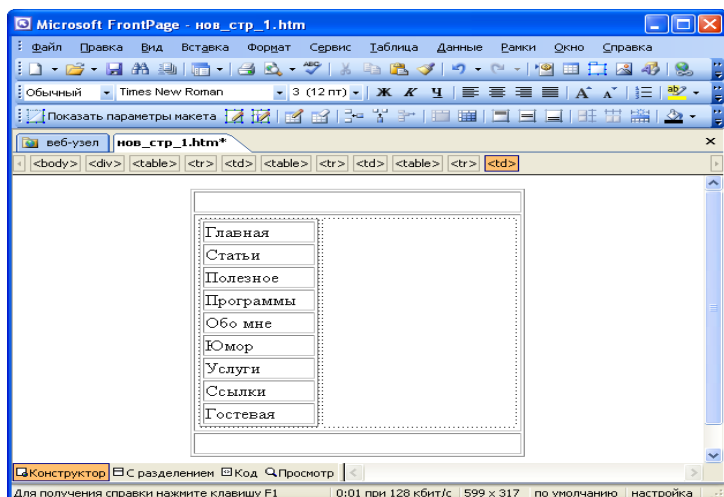 Microsoft FrontPage - нов_стр_1.htm
Файл Правка Вид Вставка Формат Сервис Таблица Данные Рамки Окно Справка
Обычный Times New Roman 3 (12 пт) Ж К Ч
Показать параметры макета
веб-узел нов_стр_1.htm*
<body> <div> <table> <tr> <td> <table> <tr> <td> <table> <tr> <td>
Главная
Статьи
Полезное
Программы
Обо мне
Юмор
Услуги
Ссылки
Гостевая
Конструктор С разделением Код Просмотр
Для получения справки нажмите клавишу F1 0:01 при 128 кбит/с 599 x 317 по умолчанию настройка